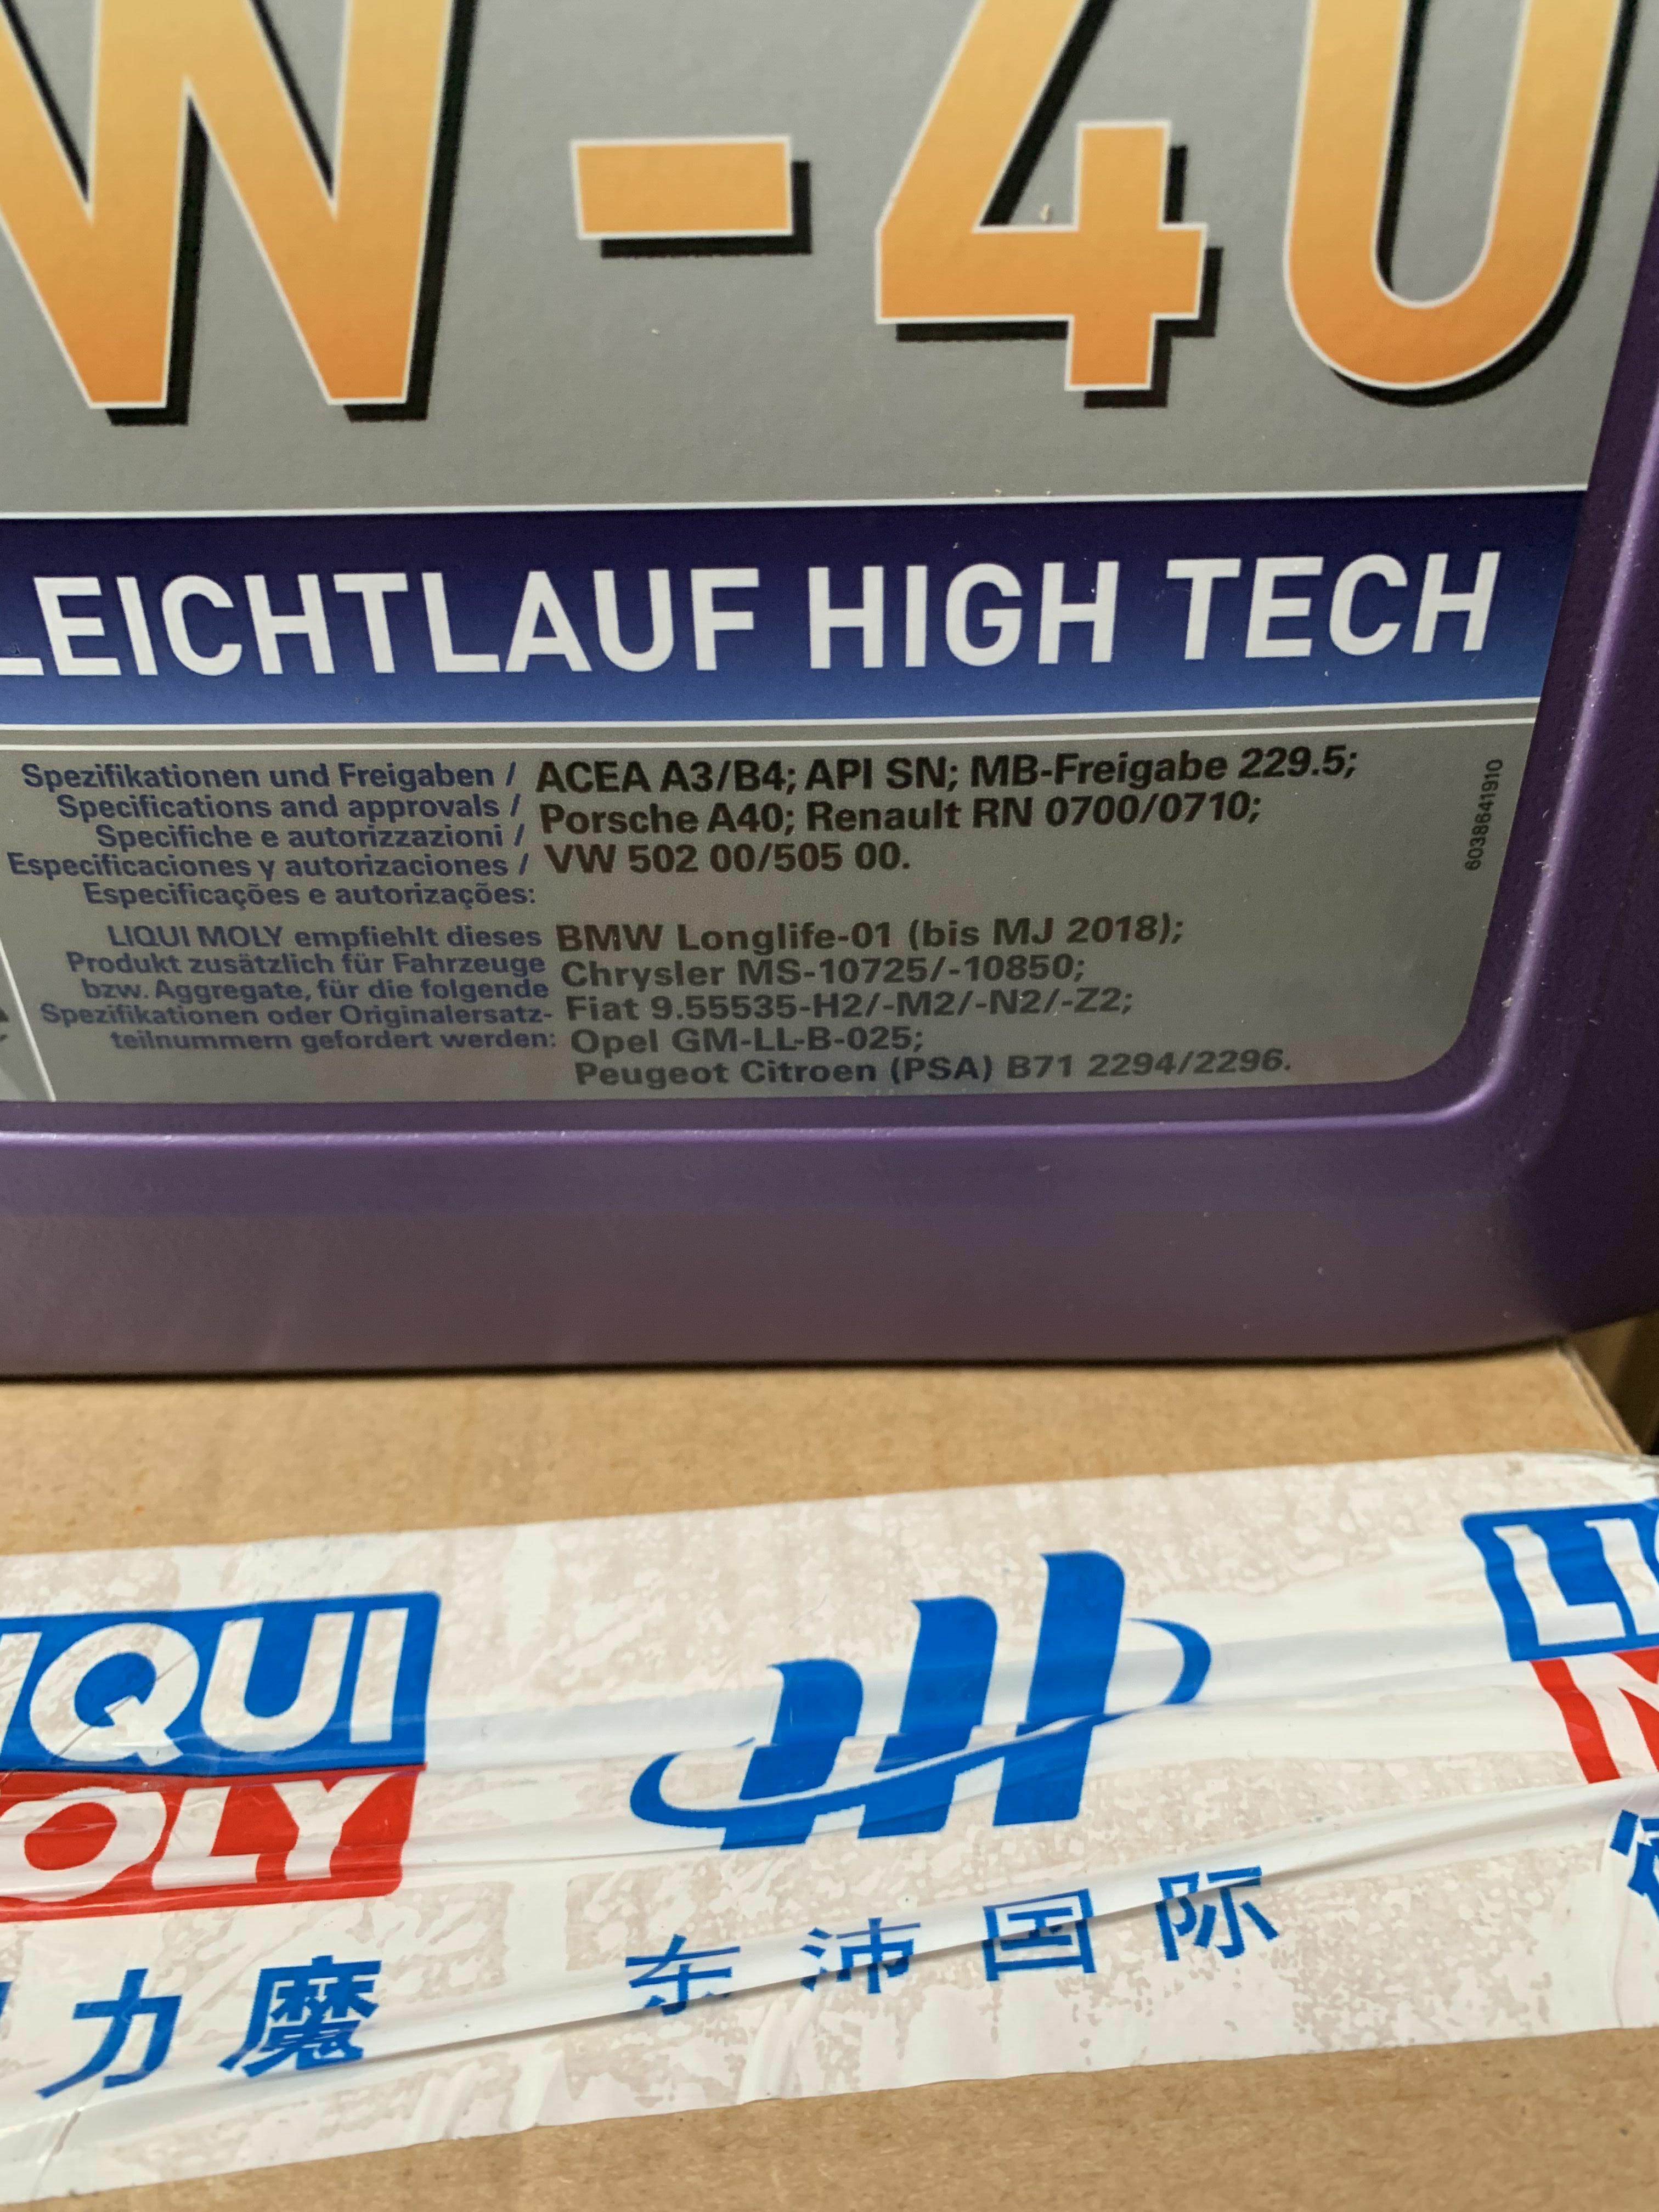 W-40
LEICHTLAUF HIGH TECH
Spezifikationen und Freigaben /
Specifications and approvals /
Specifiche e autorizzazioni /
Especificaciones y autorizaciones /
Especificações e autorizações:
ACEA A3/B4; API SN; MB-Freigabe 229.5;
Porsche A40; Renault RN 0700/0710;
VW 502 00/505 00.
LIQUI MOLY empfiehlt dieses
Produkt zusätzlich für Fahrzeuge
bzw. Aggregate, für die folgende
Spezifikationen oder Originalersatz-
teilnummern gefordert werden:
BMW Longlife-01 (bis MJ 2018);
Chrysler MS-10725/-10850;
Fiat 9.55535-H2/-M2/-N2/-Z2;
Opel GM-LL-B-025;
Peugeot Citroen (PSA) B71 2294/2296.
6038641910
IQUI
OLY
力魔
东沛国际
LI
M